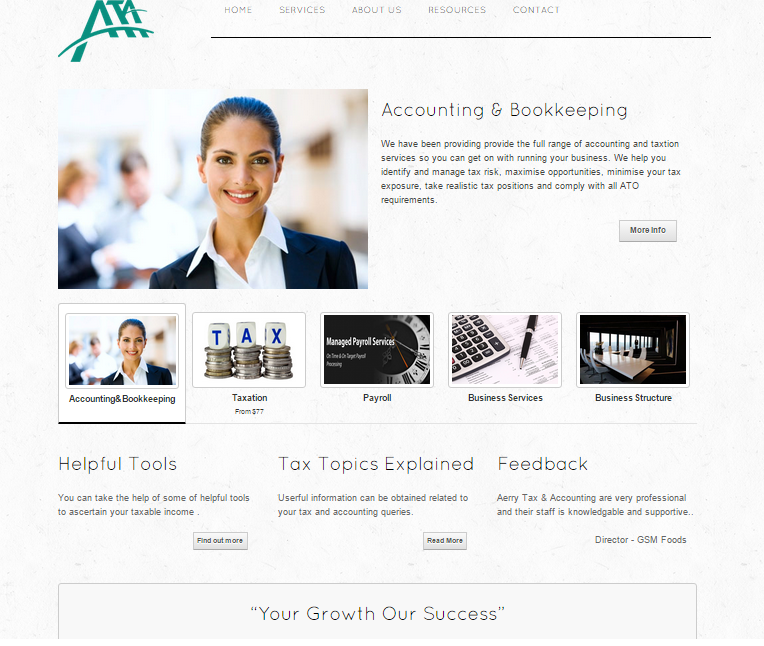 ATA
HOME SERVICES ABOUT US RESOURCES CONTACT
Accounting & Bookkeeping
We have been providing provide the full range of accounting and taxtion
services so you can get on with running your business. We help you
identify and manage tax risk, maximise opportunities, minimise your tax
exposure, take realistic tax positions and comply with all ATO
requirements.
More Info
TAX
Managed Payroll Services
On Time & On Target Payroll
Processing
Accounting&Bookkeeping
Taxation
From $77
Payroll
Business Services
Business Structure
Helpful Tools
You can take the help of some of helpful tools
to ascertain your taxable income .
Find out more
Tax Topics Explained
Userful information can be obtained related to
your tax and accounting queries.
Read More
Feedback
Aerry Tax & Accounting are very professional
and their staff is knowledgable and supportive..
Director - GSM Foods
“Your Growth Our Success”